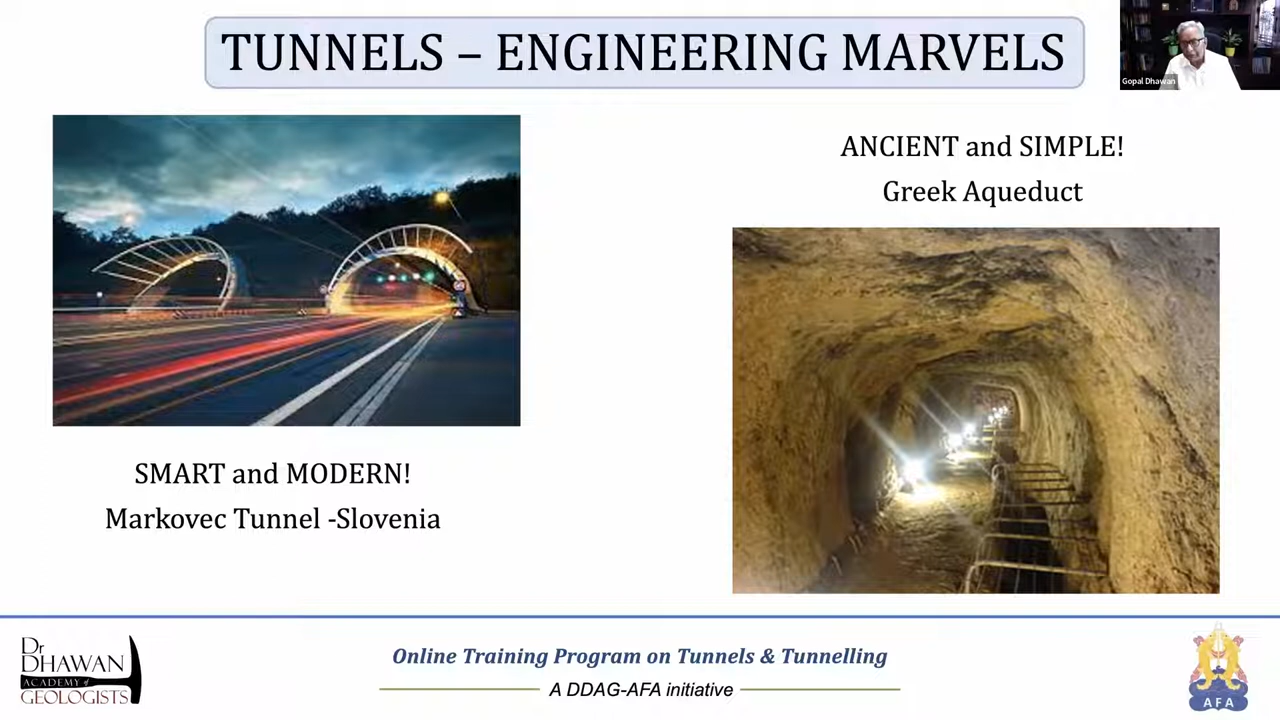 TUNNELS – ENGINEERING MARVELS
Gopal Dhawan
ANCIENT and SIMPLE!
Greek Aqueduct
SMART and MODERN!
Markovec Tunnel -Slovenia
Dr
DHAWAN
ACADEMY of
GEOLOGISTS
Online Training Program on Tunnels & Tunnelling
A DDAG-AFA initiative
AFA